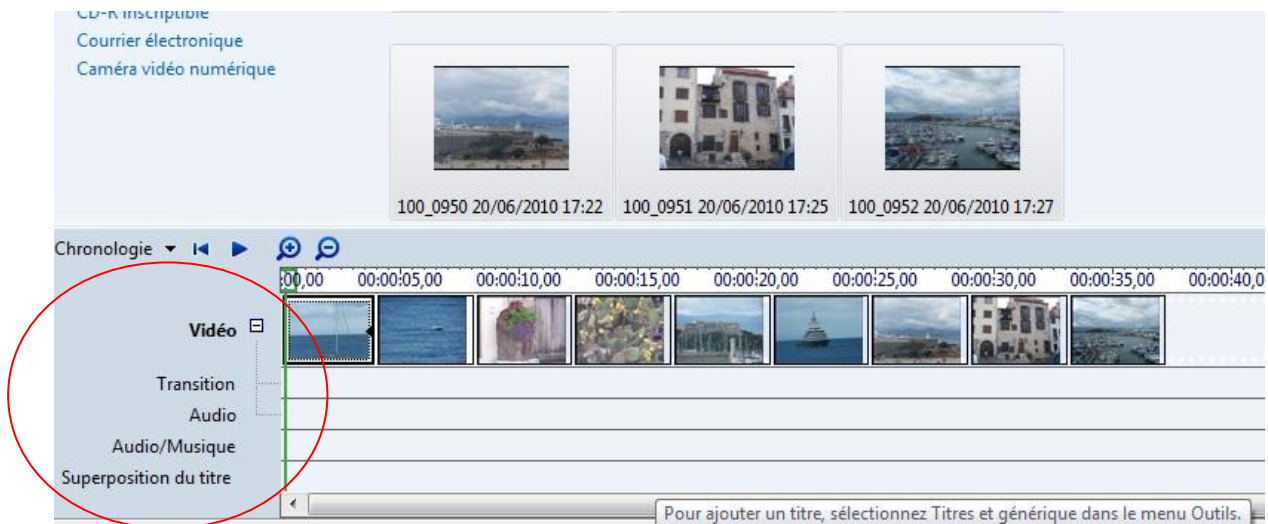 CD-R inscriptible
Courrier électronique
Caméra vidéo numérique
100_0950 20/06/2010 17:22
100_0951 20/06/2010 17:25
100_0952 20/06/2010 17:27
Chronologie
00,00 00:00:05,00 00:00:10,00 00:00:15,00 00:00:20,00 00:00:25,00 00:00:30,00 00:00:35,00 00:00:40,0
Vidéo
Transition
Audio
Audio/Musique
Superposition du titre
Pour ajouter un titre, sélectionnez Titres et générique dans le menu Outils.